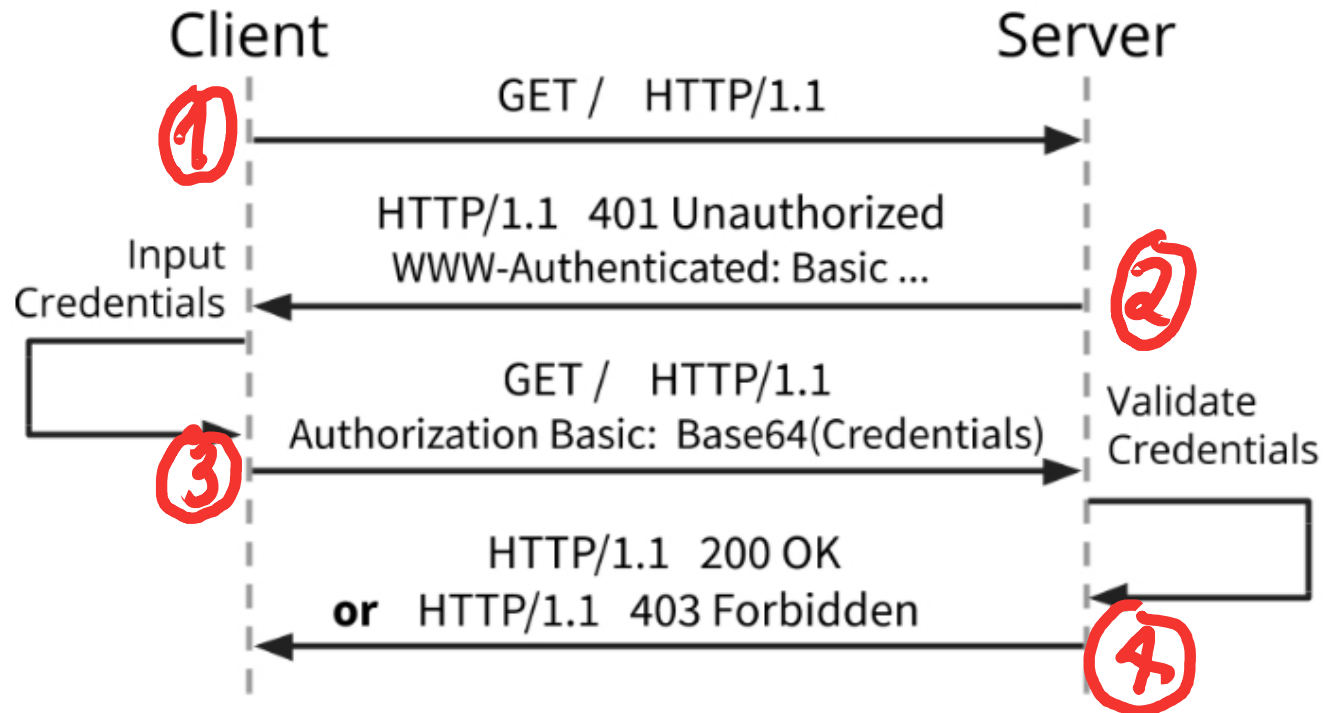 Client
Server
1
GET / HTTP/1.1
HTTP/1.1 401 Unauthorized
WWW-Authenticated: Basic ...
2
Input
Credentials
GET / HTTP/1.1
Authorization Basic: Base64(Credentials)
3
Validate
Credentials
HTTP/1.1 200 OK
or HTTP/1.1 403 Forbidden
4